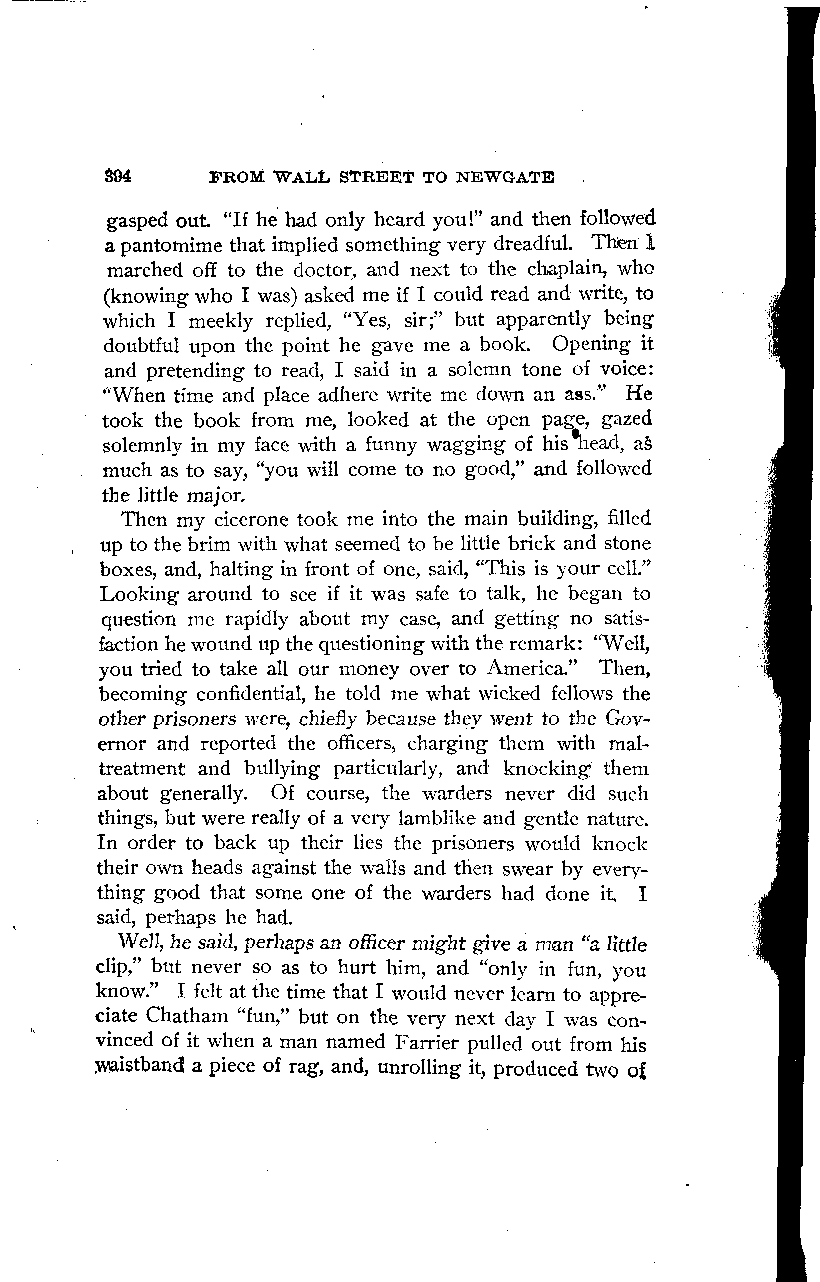 394 FROM WALL STREET TO NEWGATE
gasped out. “If he had only heard you!” and then followed
a pantomime that implied something very dreadful. Then I
marched off to the doctor, and next to the chaplain, who
(knowing who I was) asked me if I could read and write, to
which I meekly replied, “Yes, sir;” but apparently being
doubtful upon the point he gave me a book. Opening it
and pretending to read, I said in a solemn tone of voice:
“When time and place adhere write me down an ass.” He
took the book from me, looked at the open page, gazed
solemnly in my face with a funny wagging of his head, as
much as to say, “you will come to no good,” and followed
the little major.
Then my cicerone took me into the main building, filled
up to the brim with what seemed to be little brick and stone
boxes, and, halting in front of one, said, “This is your cell.”
Looking around to see if it was safe to talk, he began to
question me rapidly about my case, and getting no satis-
faction he wound up the questioning with the remark: “Well,
you tried to take all our money over to America.” Then,
becoming confidential, he told me what wicked fellows the
other prisoners were, chiefly because they went to the Gov-
ernor and reported the officers, charging them with mal-
treatment and bullying particularly, and knocking them
about generally. Of course, the warders never did such
things, but were really of a very lamblike and gentle nature.
In order to back up their lies the prisoners would knock
their own heads against the walls and then swear by every-
thing good that some one of the warders had done it. I
said, perhaps he had.
Well, he said, perhaps an officer might give a man “a little
clip,” but never so as to hurt him, and “only in fun, you
know.” I felt at the time that I would never learn to appre-
ciate Chatham “fun,” but on the very next day I was con-
vinced of it when a man named Farrier pulled out from his
waistband a piece of rag, and, unrolling it, produced two of